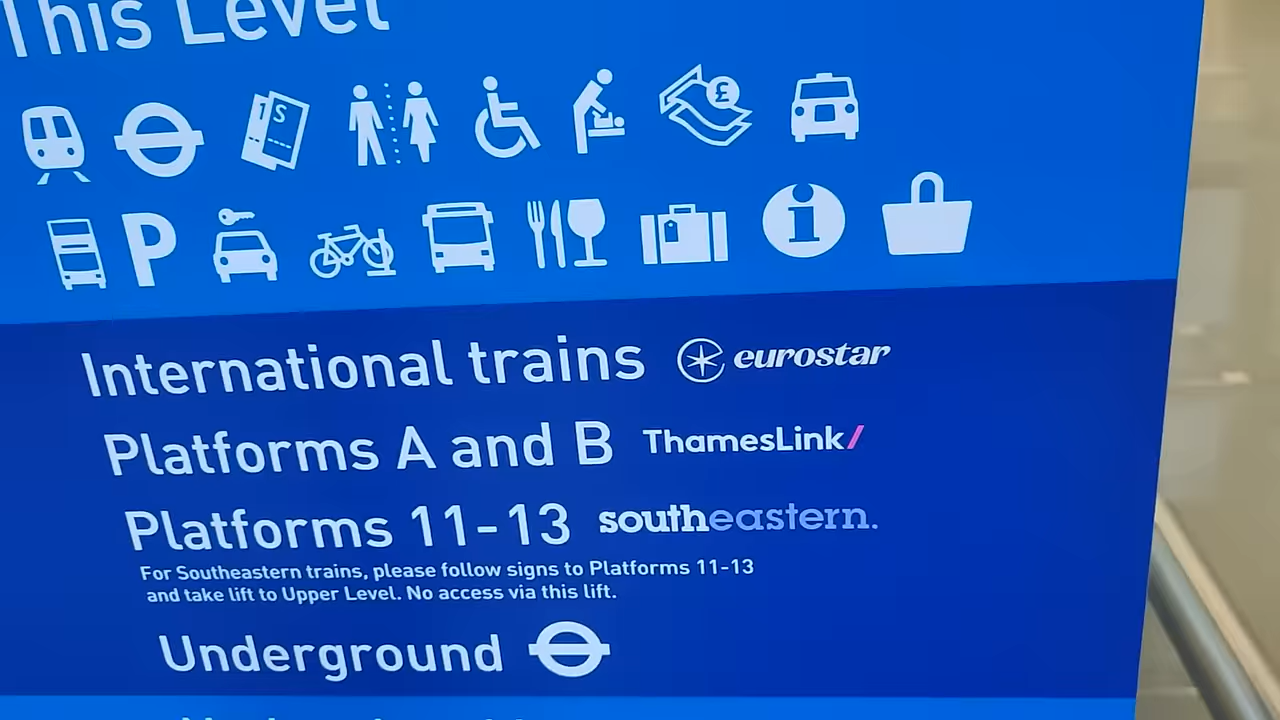 This Level
1 S
£
P
i
International trains eurostar
Platforms A and B ThamesLink/
Platforms 11-13 southeastern.
For Southeastern trains, please follow signs to Platforms 11-13
and take lift to Upper Level. No access via this lift.
Underground